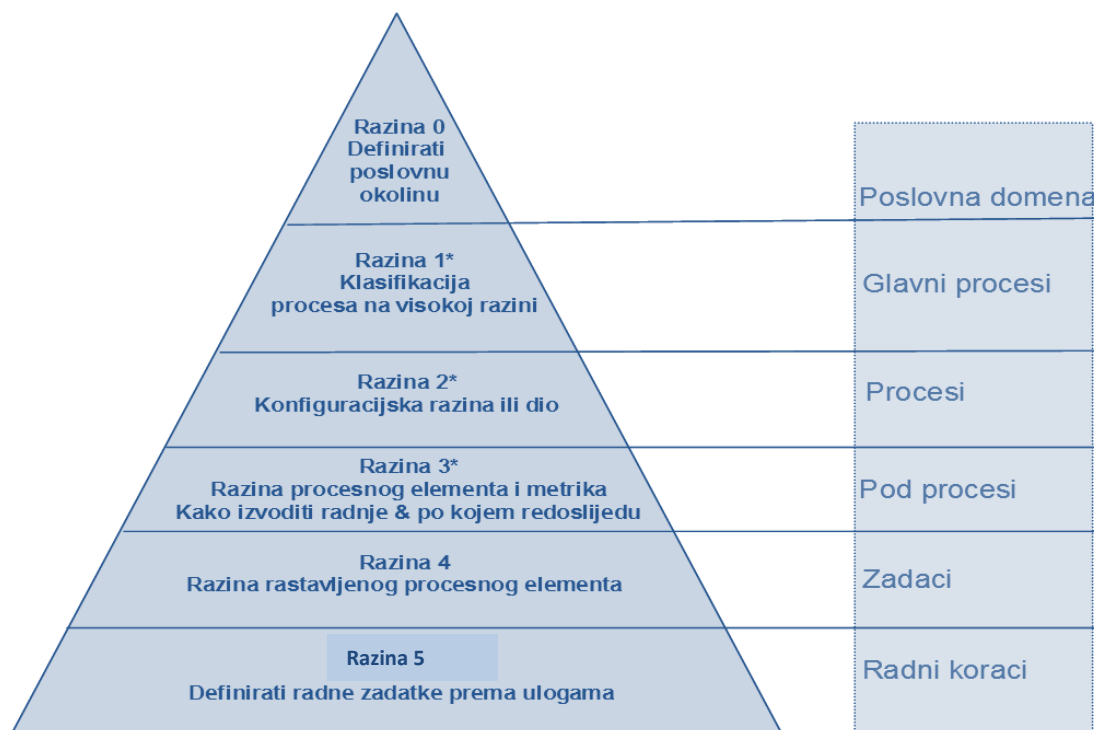 Razina 0
Definirati
poslovnu
okolinu
Poslovna domena
Razina 1*
Klasifikacija
procesa na visokoj razini
Glavni procesi
Razina 2*
Konfiguracijska razina ili dio
Procesi
Razina 3*
Razina procesnog elementa i metrika
Kako izvoditi radnje & po kojem redoslijedu
Pod procesi
Razina 4
Razina rastavljenog procesnog elementa
Zadaci
Razina 5
Definirati radne zadatke prema ulogama
Radni koraci